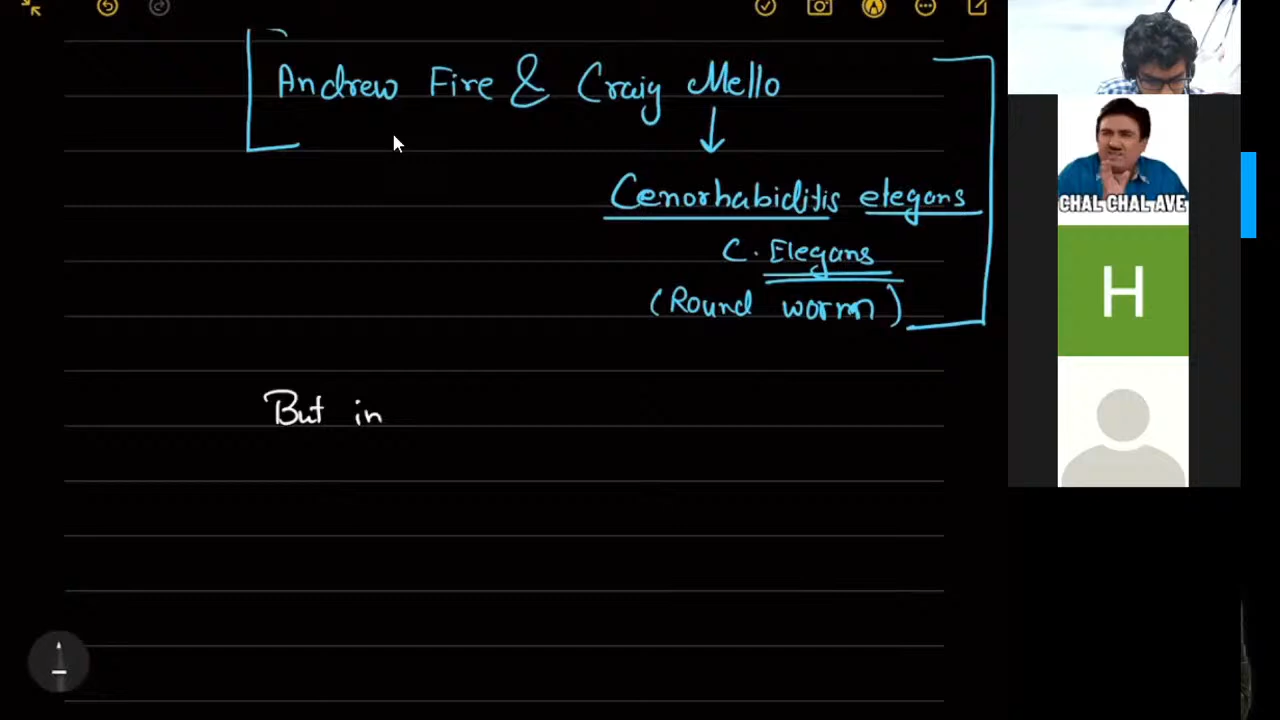 Andrew Fire & Craig Mello
Cenorhabiditis elegans
C. Elegans
(Round worm)
But in
CHAL CHAL AVE
H